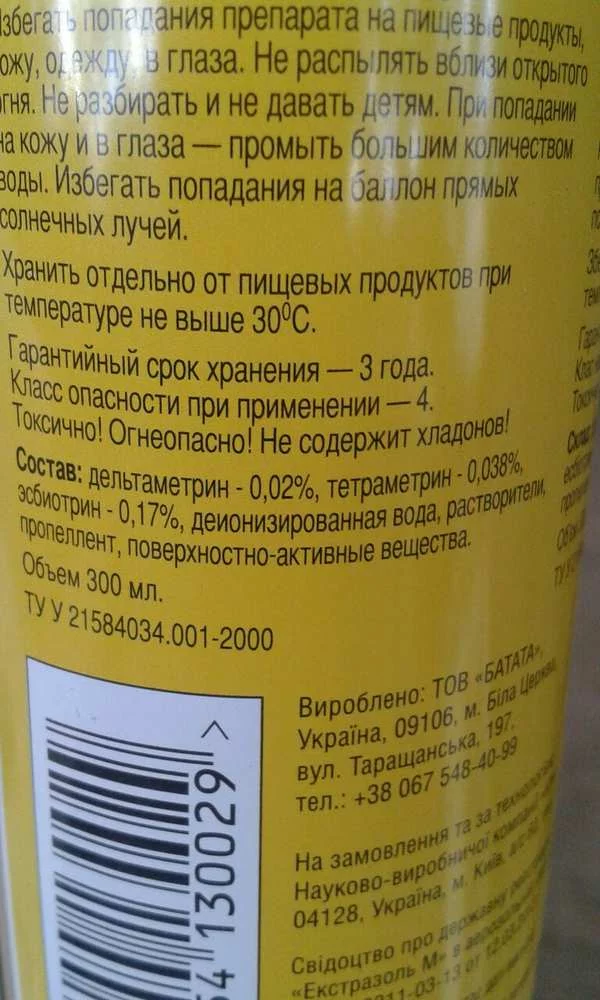 Избегать попадания препарата на пищевые продукты,
кожу, одежду, в глаза. Не распылять вблизи открытого
огня. Не разбирать и не давать детям. При попадании
на кожу и в глаза — промыть большим количеством
воды. Избегать попадания на баллон прямых
солнечных лучей.
Хранить отдельно от пищевых продуктов при
температуре не выше 30⁰С.
Гарантийный срок хранения — 3 года.
Класс опасности при применении — 4.
Токсично! Огнеопасно! Не содержит хладонов!
Состав: дельтаметрин - 0,02%, тетраметрин - 0,038%,
эсбиотрин - 0,17%, деионизированная вода, растворители,
пропеллент, поверхностно-активные вещества.
Объем 300 мл.
ТУ У 21584034.001-2000
Вироблено: ТОВ «БАТАТА»,
Україна, 09106, м. Біла Церква,
вул. Таращанська, 197.
тел.: +38 067 548-40-99
На замовлення та за
Науково-виробничої
04128, Україна, м. Київ,
Свідоцтво про державну
«Екстразоль М» в
130029 >